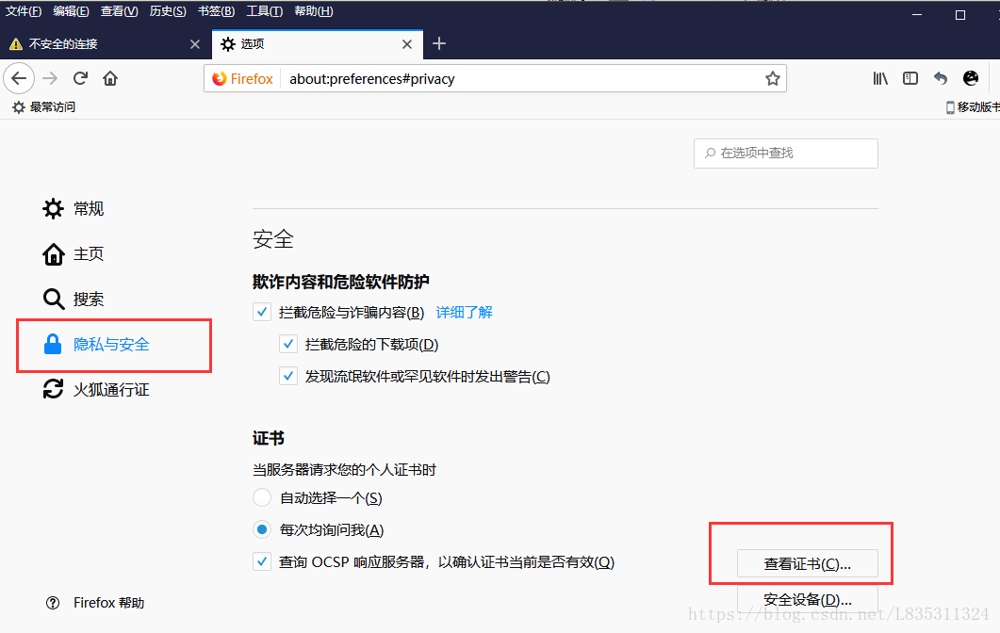 文件(F) 编辑(E) 查看(V) 历史(S) 书签(B) 工具(T) 帮助(H)
不安全的连接 选项
Firefox about:preferences#privacy
最常访问 移动版书
在选项中查找
常规
主页
搜索
隐私与安全
火狐通行证
Firefox 帮助
安全
欺诈内容和危险软件防护
拦截危险与诈骗内容(B) 详细了解
拦截危险的下载项(D)
发现流氓软件或罕见软件时发出警告(C)
证书
当服务器请求您的个人证书时
自动选择一个(S)
每次均询问我(A)
查询 OCSP 响应服务器，以确认证书当前是否有效(Q)
查看证书(C)...
安全设备(D)...
https://blog.csdn.net/L835311324